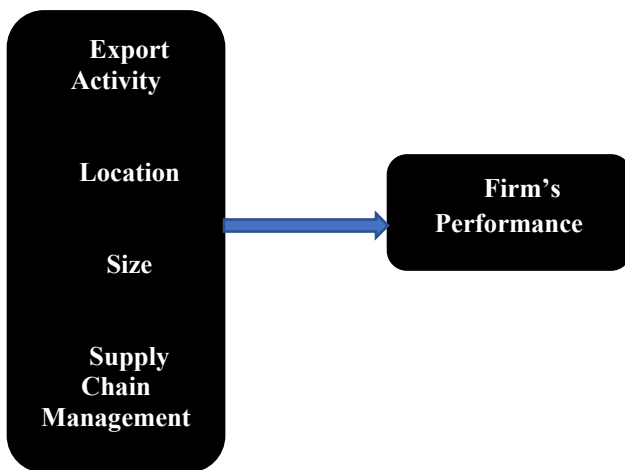 Export
Activity
Location
Size
Supply
Chain
Management
Firm’s
Performance